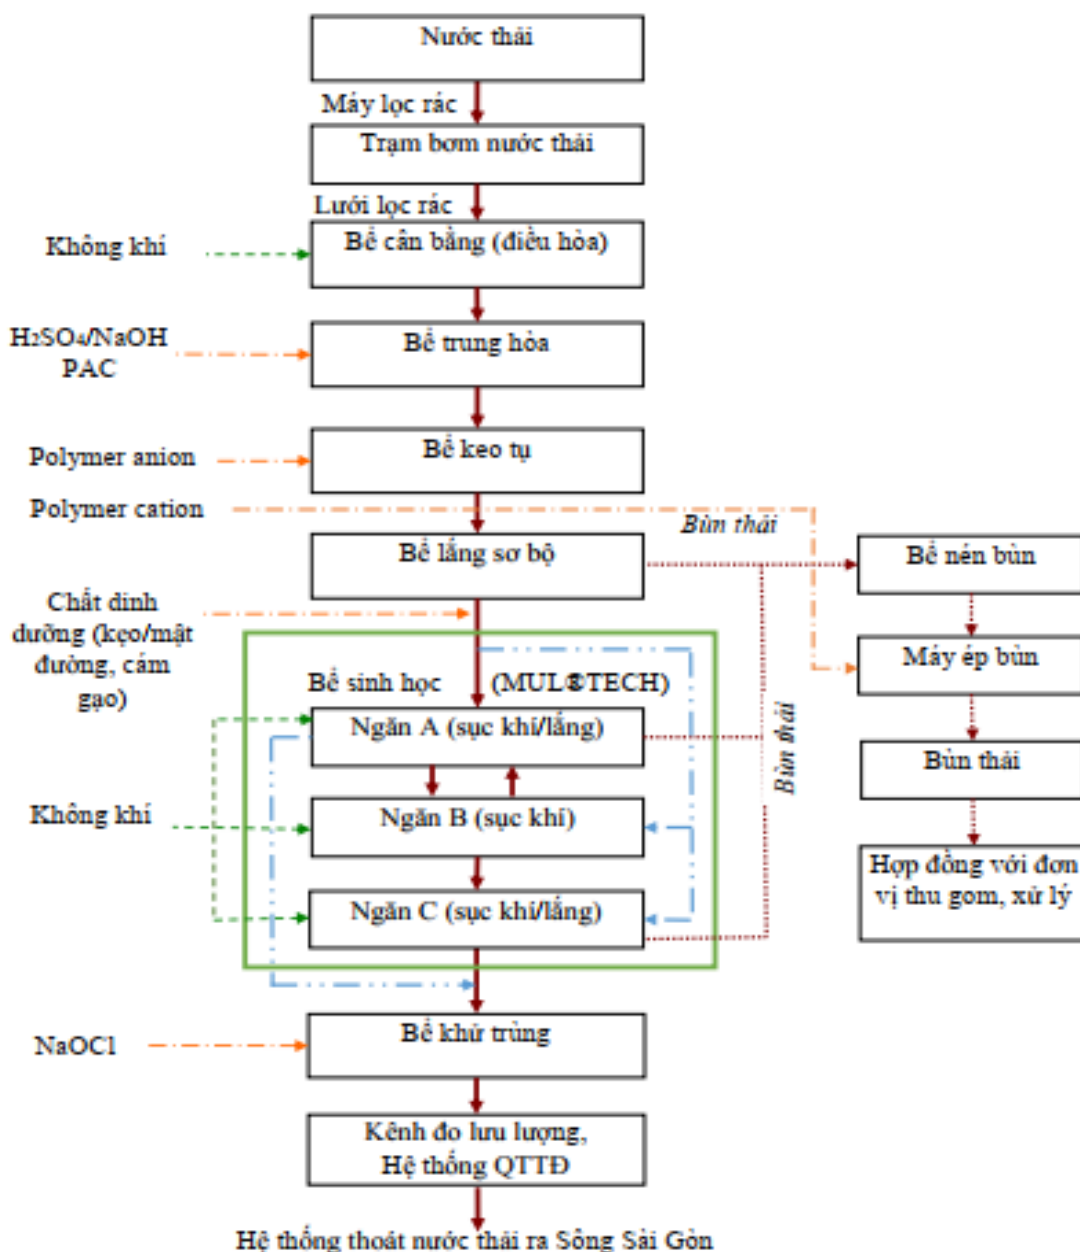 Nước thải
Máy lọc rác
Trạm bơm nước thải
Lưới lọc rác
Không khí
Bể cân bằng (điều hòa)
H₂SO₄/NaOH
PAC
Bể trung hòa
Polymer anion
Bể keo tụ
Polymer cation
Bùn thải
Bể lắng sơ bộ
Bể nén bùn
Chất dinh
dưỡng (kẹo/mật
đường, cám
gạo)
Máy ép bùn
Bể sinh học (MUL®TECH)
Ngăn A (sục khí/lắng)
Bùn thải
Bùn thải
Không khí
Ngăn B (sục khí)
Ngăn C (sục khí/lắng)
Hợp đồng với đơn
vị thu gom, xử lý
NaOCl
Bể khử trùng
Kênh đo lưu lượng,
Hệ thống QTTĐ
Hệ thống thoát nước thải ra Sông Sài Gòn